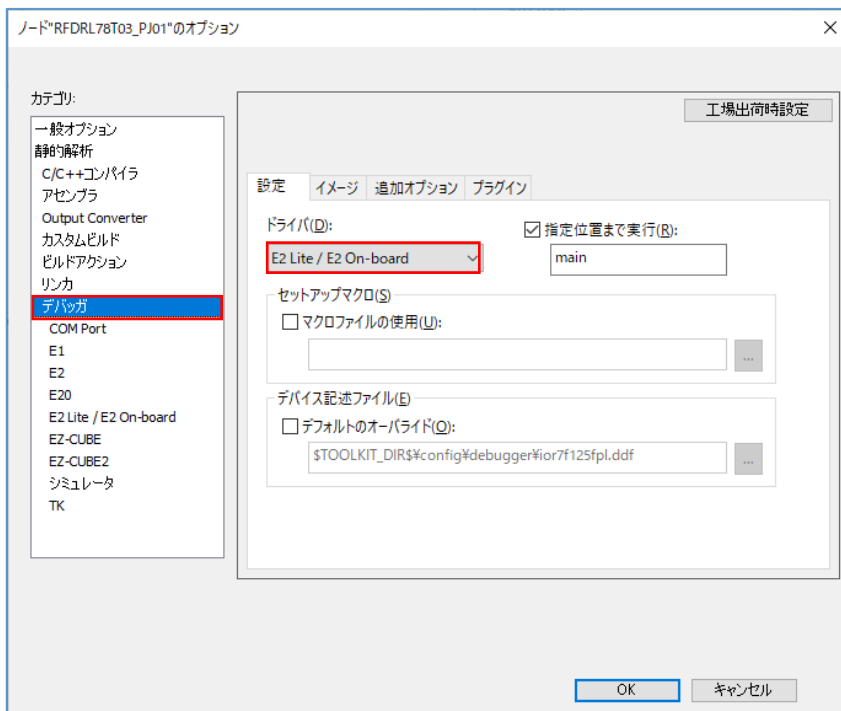 ノード"RFDRL78T03_PJ01"のオプション
カテゴリ:
一般オプション
静的解析
C/C++コンパイラ
アセンブラ
Output Converter
カスタムビルド
ビルドアクション
リンカ
デバッガ
COM Port
E1
E2
E20
E2 Lite / E2 On-board
EZ-CUBE
EZ-CUBE2
シミュレータ
TK
工場出荷時設定
設定 イメージ 追加オプション プラグイン
ドライバ(D):
E2 Lite / E2 On-board
指定位置まで実行(R):
main
セットアップマクロ(S)
マクロファイルの使用(U):
...
デバイス記述ファイル(E)
デフォルトのオーバライド(O):
$TOOLKIT_DIR$¥config¥debugger¥ior7f125fpl.ddf
...
OK キャンセル